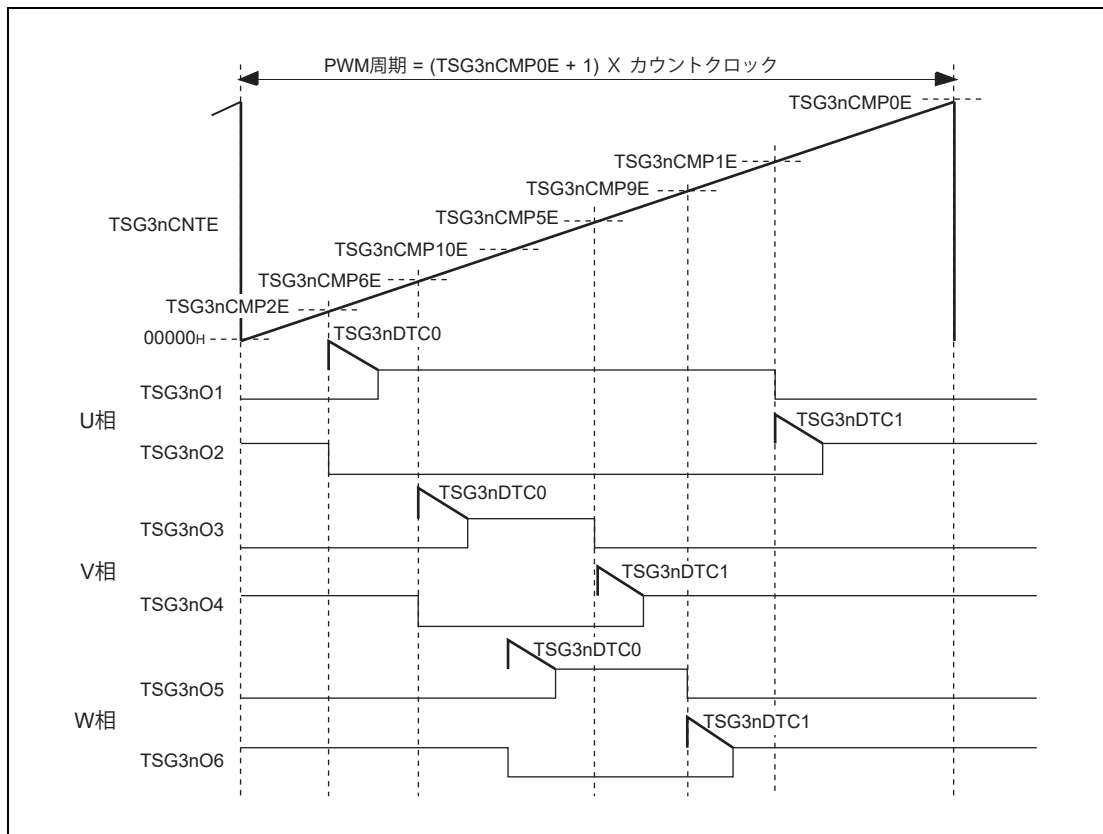 PWM周期 = (TSG3nCMP0E + 1) X カウントクロック
TSG3nCMP0E
TSG3nCMP1E
TSG3nCMP9E
TSG3nCMP5E
TSG3nCNTE
TSG3nCMP10E
TSG3nCMP6E
TSG3nCMP2E
00000H
TSG3nDTC0
TSG3nO1
U相
TSG3nDTC1
TSG3nO2
TSG3nDTC0
TSG3nO3
V相
TSG3nDTC1
TSG3nO4
TSG3nDTC0
TSG3nO5
W相
TSG3nDTC1
TSG3nO6